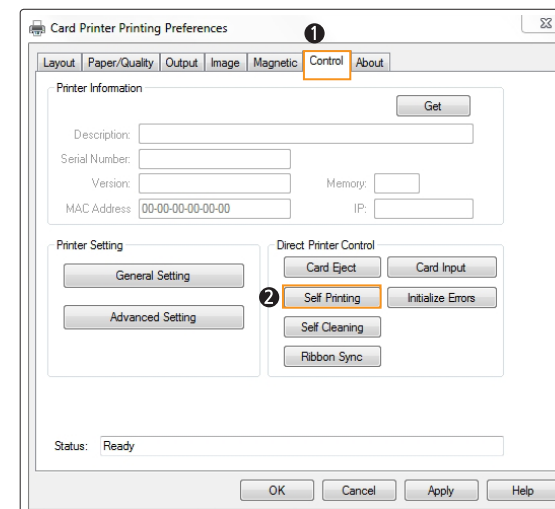 Card Printer Printing Preferences
❶
Layout Paper/Quality Output Image Magnetic Control About
Printer Information
Get
Description:
Serial Number:
Version: Memory:
MAC Address 00-00-00-00-00-00 IP:
Printer Setting Direct Printer Control
General Setting Card Eject Card Input
❷ Self Printing Initialize Errors
Advanced Setting Self Cleaning
Ribbon Sync
Status: Ready
OK Cancel Apply Help